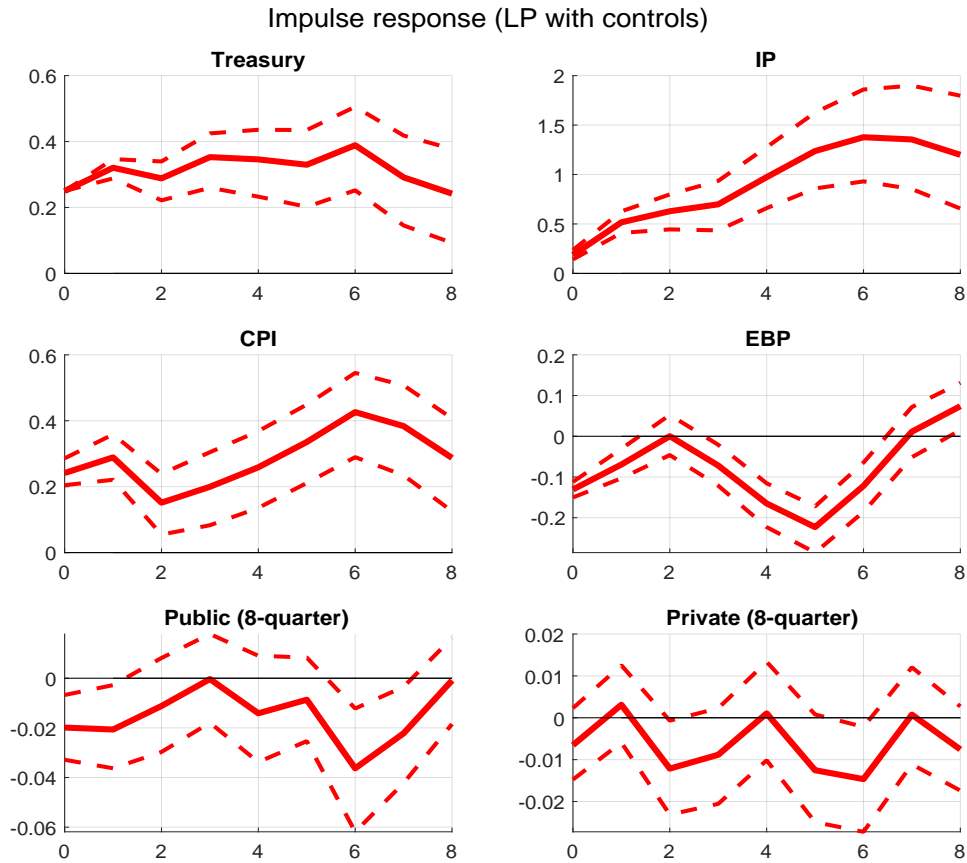 Impulse response (LP with controls)
Treasury
0.6
0.4
0.2
0
0 2 4 6 8
IP
2
1.5
1
0.5
0
0 2 4 6 8
CPI
0.6
0.4
0.2
0
0 2 4 6 8
EBP
0.2
0.1
0
-0.1
-0.2
0 2 4 6 8
Public (8-quarter)
0
-0.02
-0.04
-0.06
0 2 4 6 8
Private (8-quarter)
0.02
0.01
0
-0.01
-0.02
0 2 4 6 8